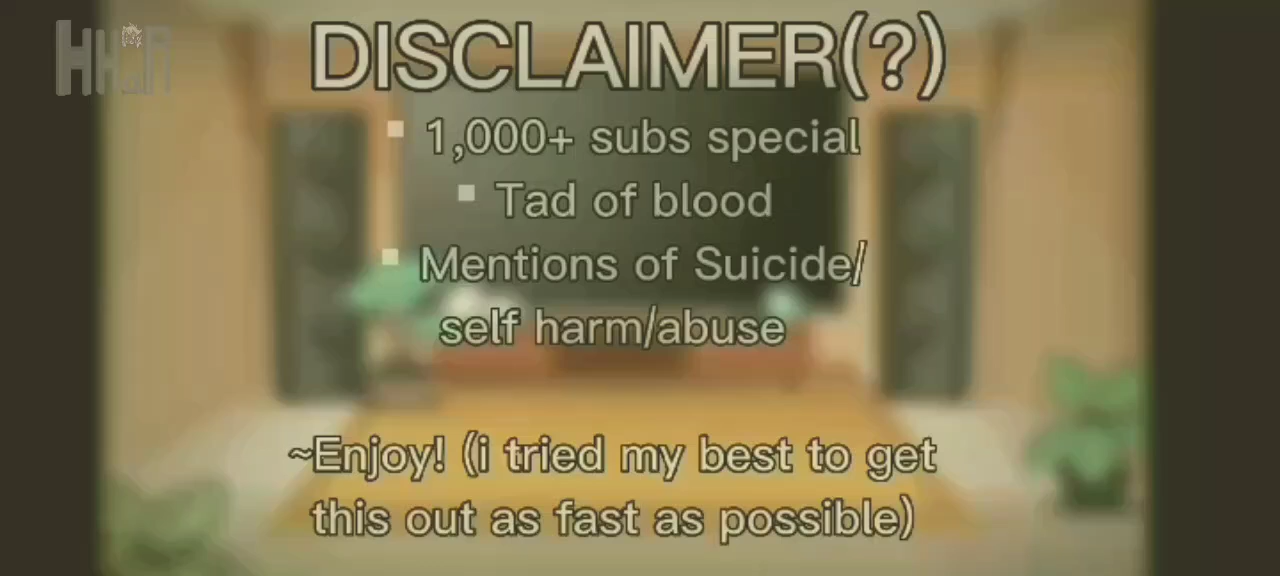 DISCLAIMER(?)
▪ 1,000+ subs special
▪ Tad of blood
▪ Mentions of Suicide/
self harm/abuse
~Enjoy! (i tried my best to get
this out as fast as possible)